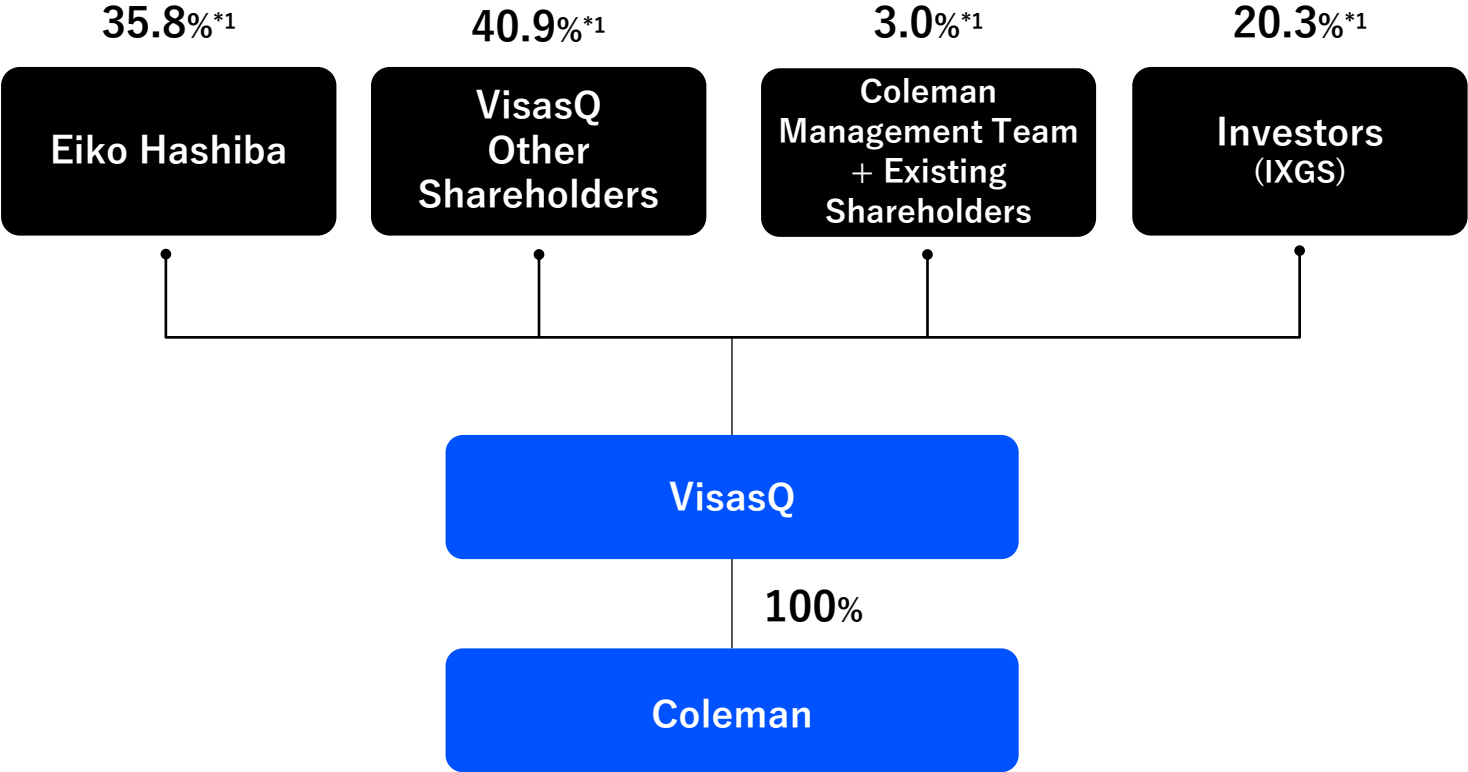 35.8%*1
40.9%*1
3.0%*1
20.3%*1
Eiko Hashiba
VisasQ
Other
Shareholders
Coleman
Management Team
+ Existing
Shareholders
Investors
(IXGS)
VisasQ
100%
Coleman